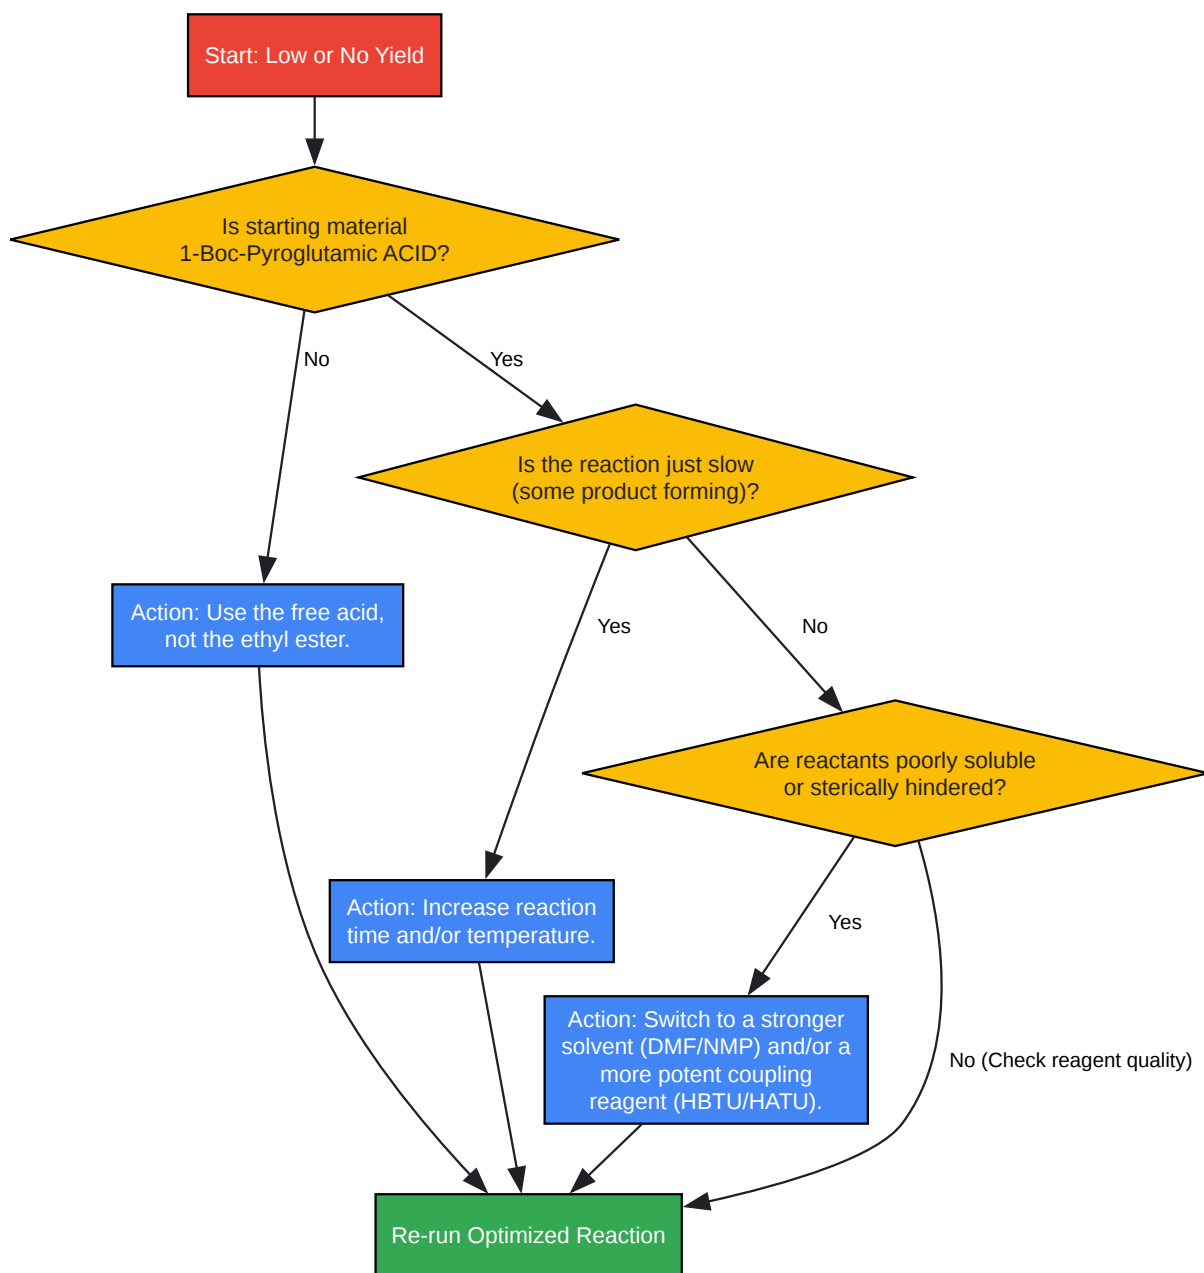 Start: Low or No Yield
Is starting material
1-Boc-Pyroglutamic ACID?
No
Yes
Is the reaction just slow
(some product forming)?
Action: Use the free acid,
not the ethyl ester.
Yes
No
Are reactants poorly soluble
or sterically hindered?
Action: Increase reaction
time and/or temperature.
Yes
Action: Switch to a stronger
solvent (DMF/NMP) and/or a
more potent coupling
reagent (HBTU/HATU).
No (Check reagent quality)
Re-run Optimized Reaction